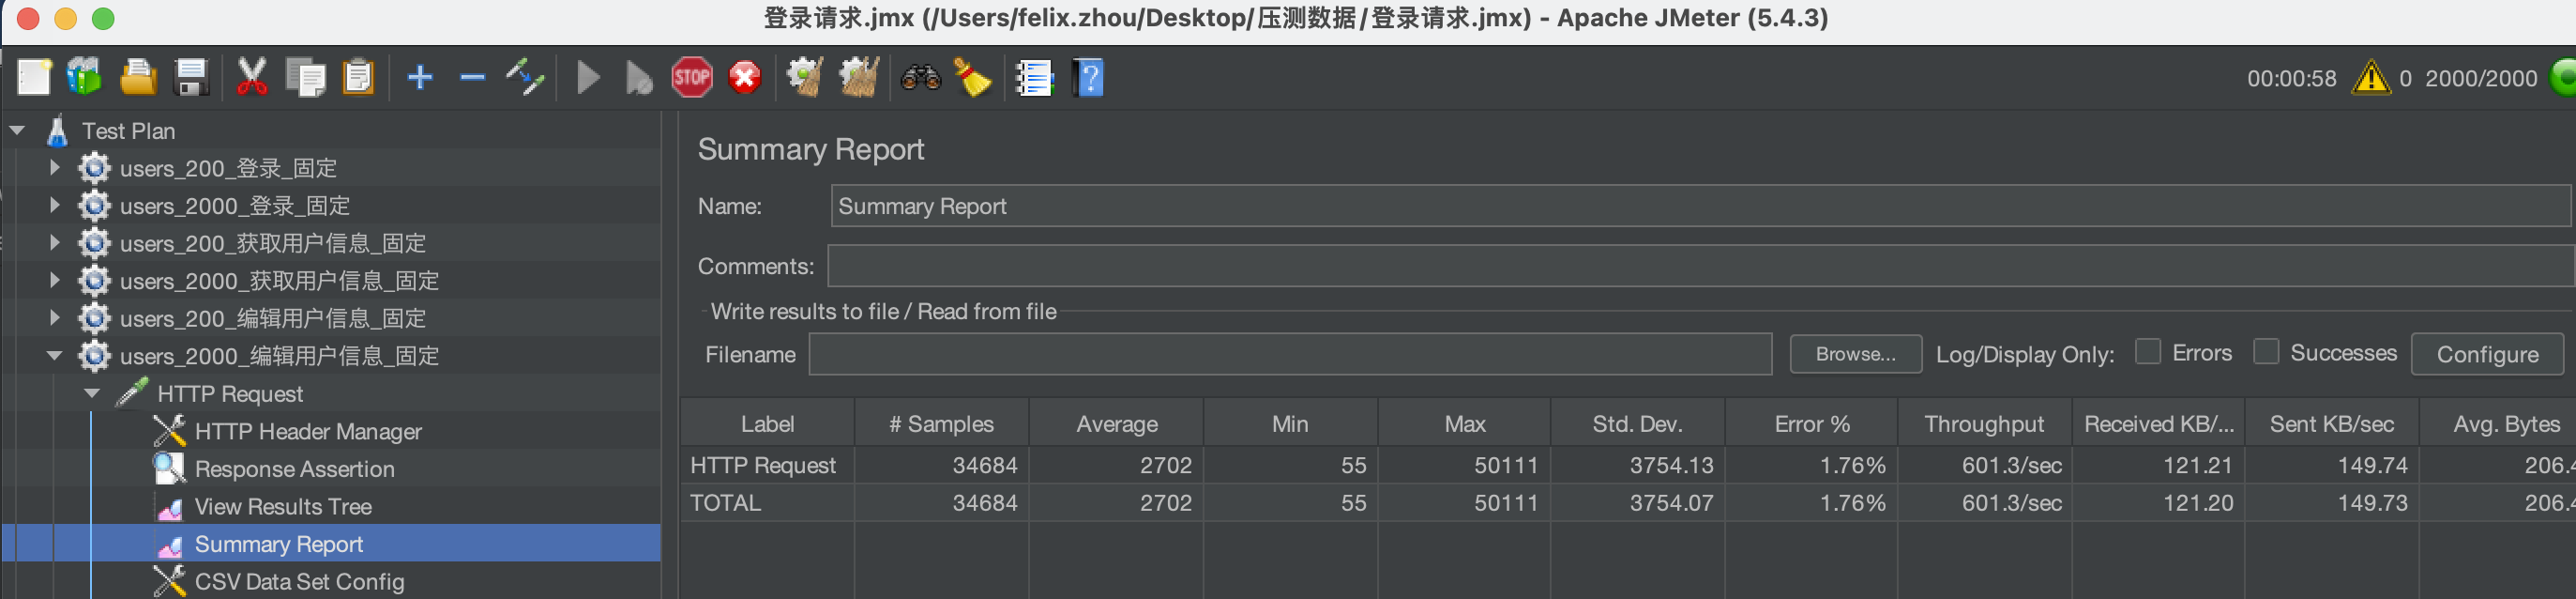 登录请求.jmx (/Users/felix.zhou/Desktop/压测数据/登录请求.jmx) - Apache JMeter (5.4.3)
STOP
00:00:58 0 2000/2000
Test Plan
users_200_登录_固定
users_2000_登录_固定
users_200_获取用户信息_固定
users_2000_获取用户信息_固定
users_200_编辑用户信息_固定
users_2000_编辑用户信息_固定
HTTP Request
HTTP Header Manager
Response Assertion
View Results Tree
Summary Report
CSV Data Set Config
Summary Report
Name: Summary Report
Comments:
Write results to file / Read from file
Filename Browse... Log/Display Only: Errors Successes Configure
Label # Samples Average Min Max Std. Dev. Error % Throughput Received KB/... Sent KB/sec Avg. Bytes
HTTP Request 34684 2702 55 50111 3754.13 1.76% 601.3/sec 121.21 149.74 206.4
TOTAL 34684 2702 55 50111 3754.07 1.76% 601.3/sec 121.20 149.73 206.4